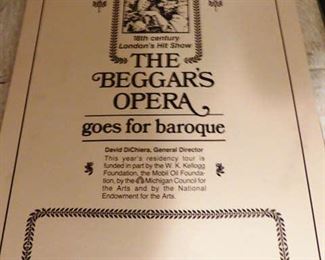 18th century
London's Hit Show
THE
BEGGAR'S
OPERA
goes for baroque
David DiChiera, General Director
This year's residency tour is
funded in part by the W. K. Kellogg
Foundation, the Mobil Oil Founda-
tion, by the Michigan Council for
the Arts and by the National
Endowment for the Arts.